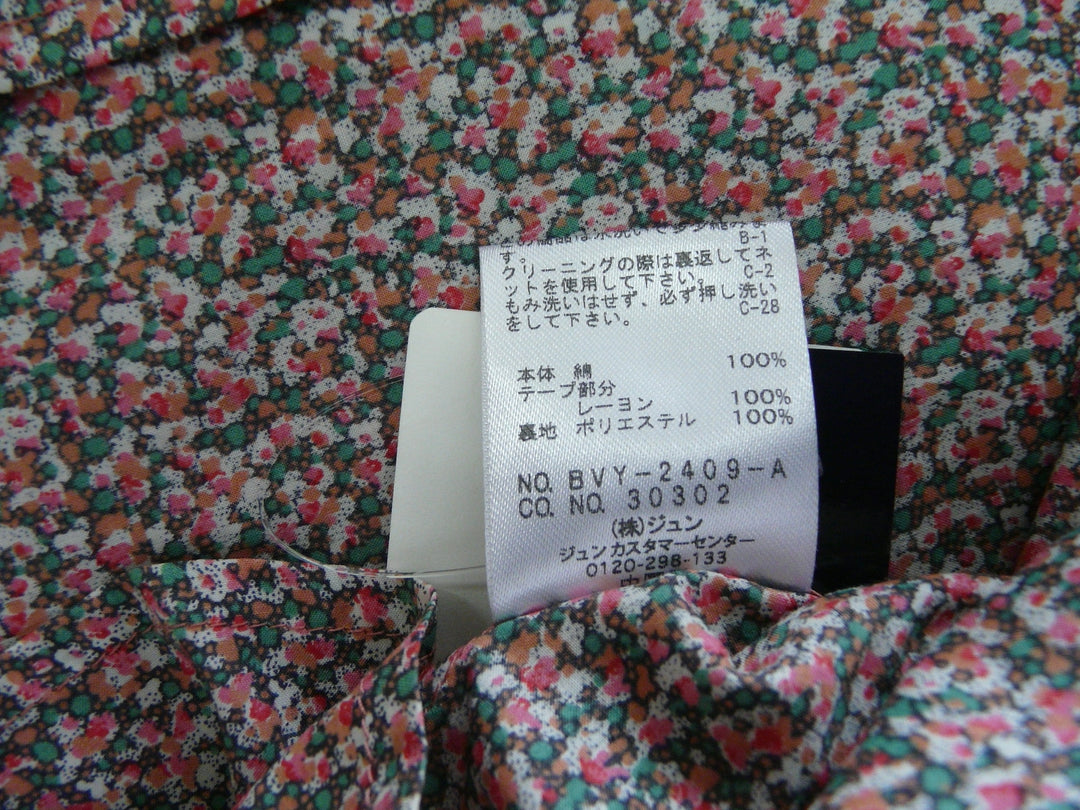 す。 B-1
クリーニングの際は裏返してネ
ットを使用して下さい。 C-2
もみ洗いはせず、必ず押し洗い
をして下さい。 C-28
本体 綿 100%
テープ部分
レーヨン 100%
裏地 ポリエステル 100%
NO. BVY-2409-A
CO. NO. 30302
(株)ジュン
ジュンカスタマーセンター
0120-298-133